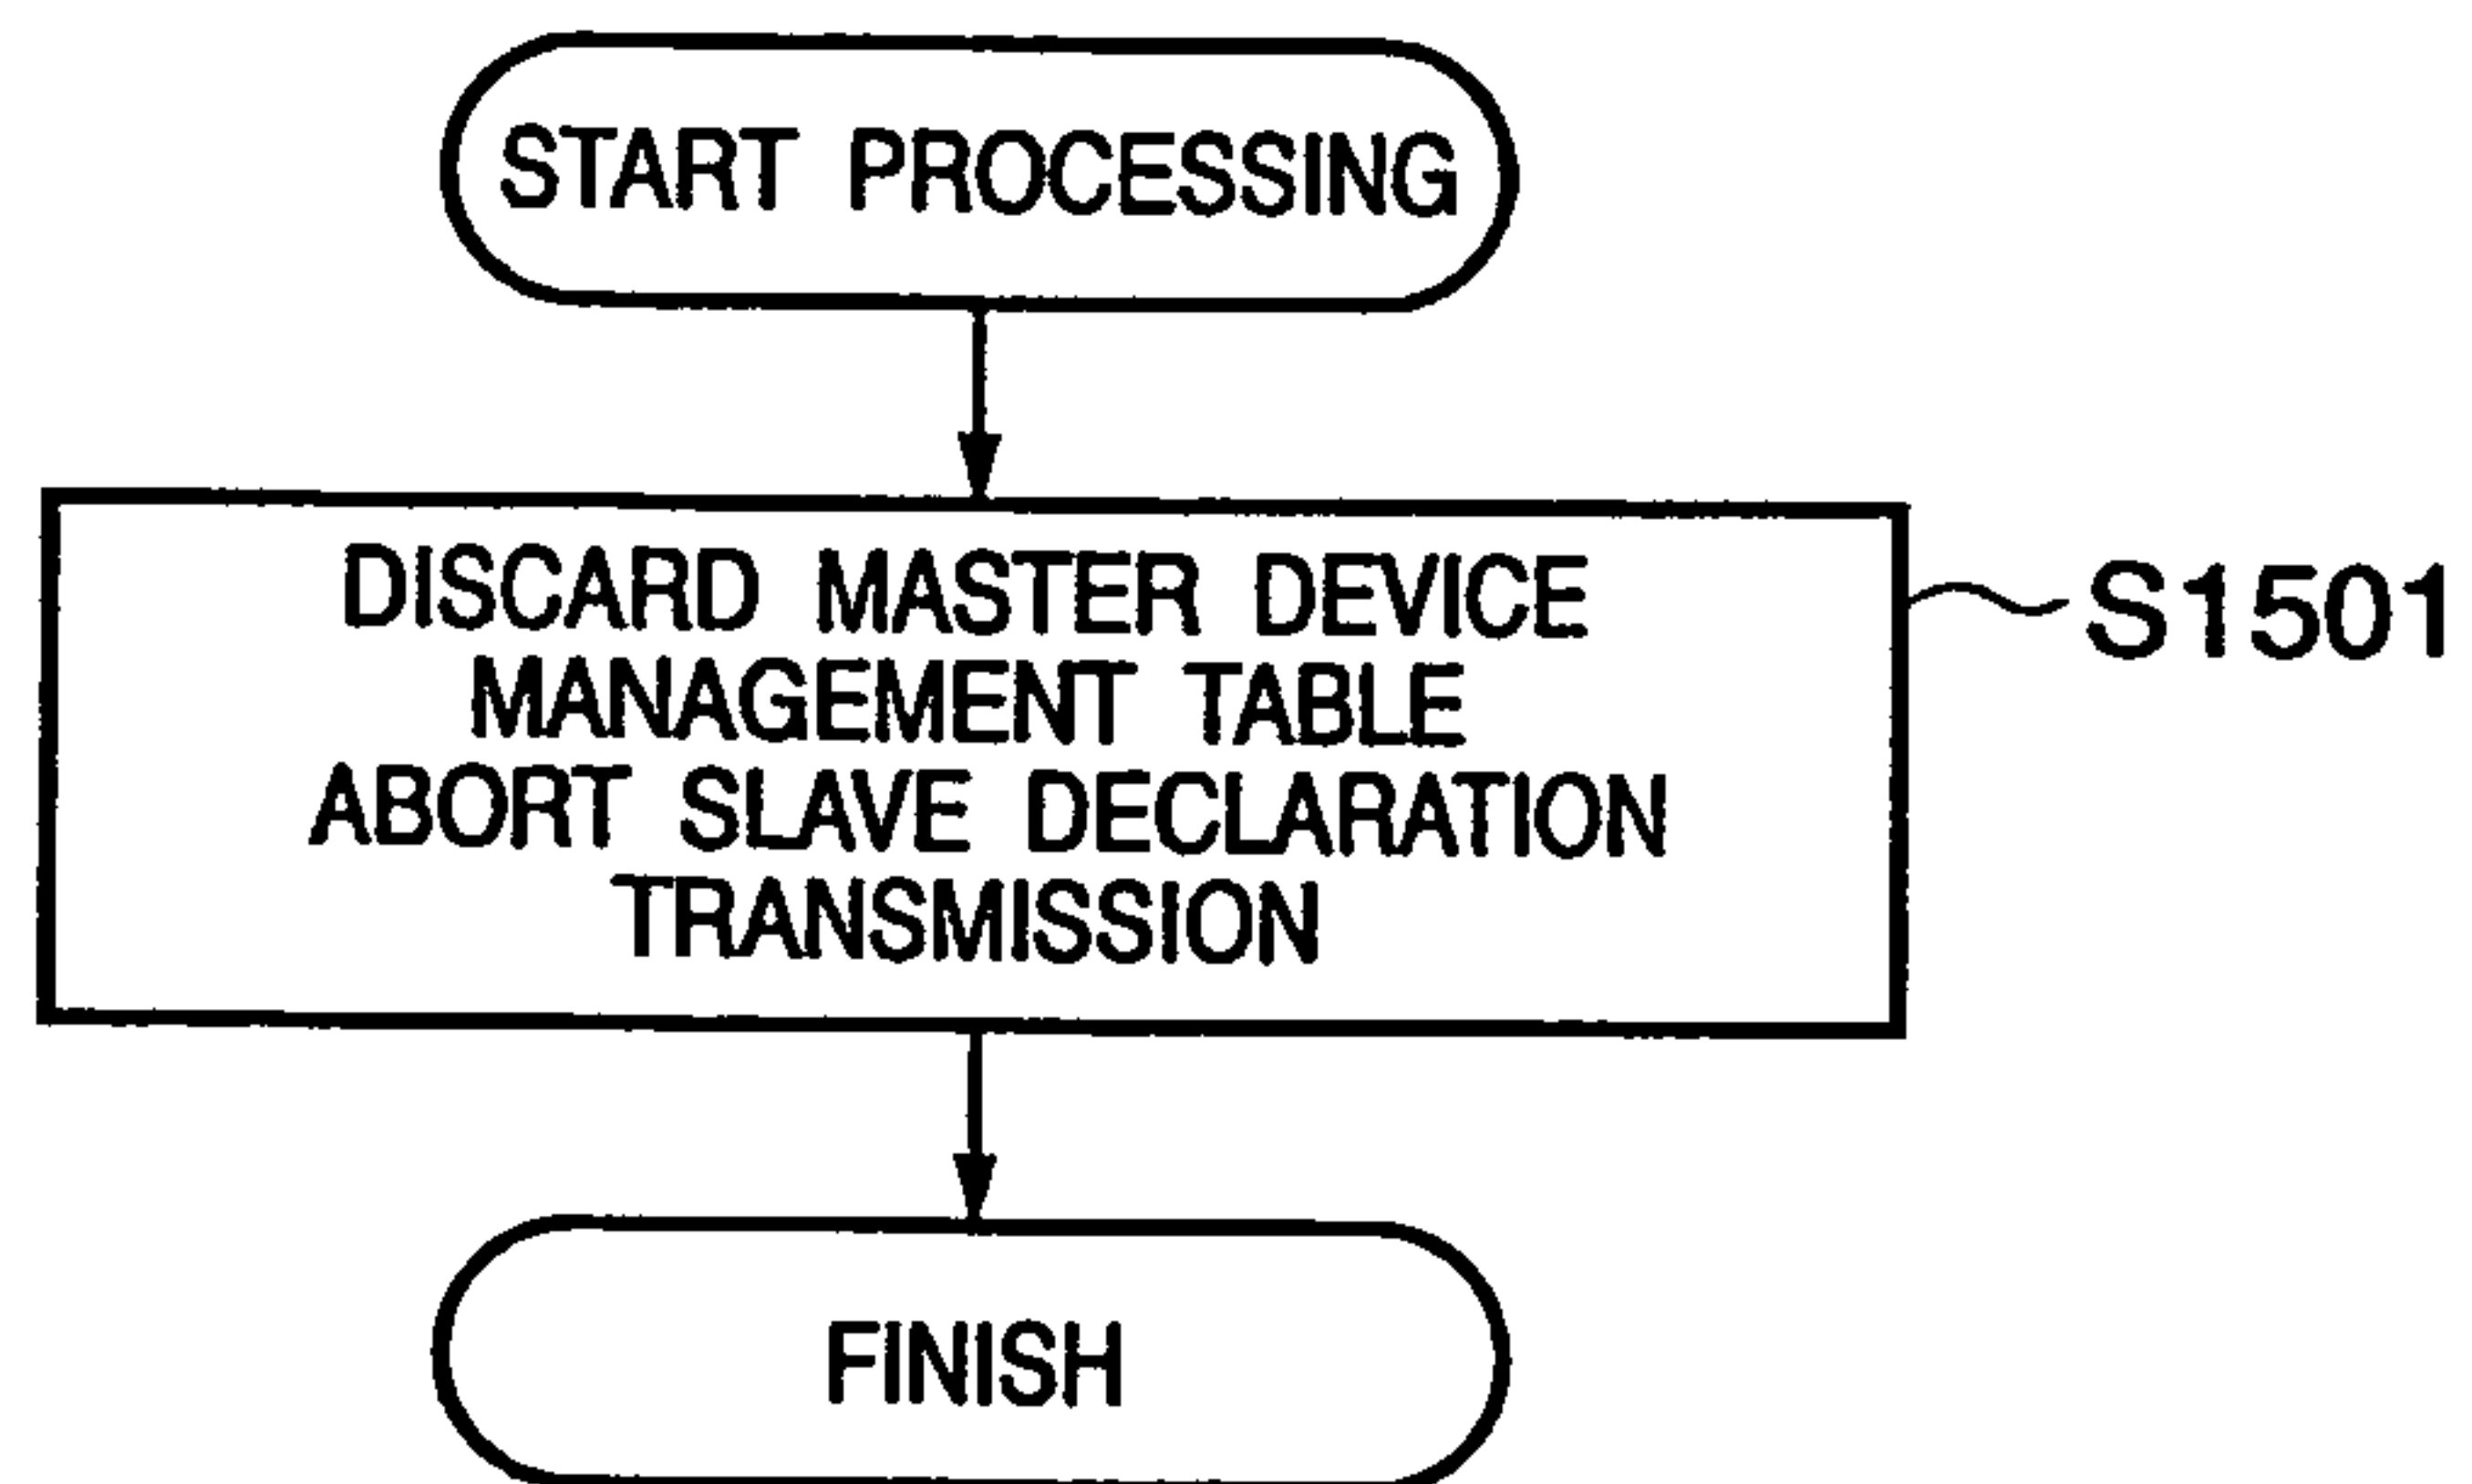 START PROCESSING
DISCARD MASTER DEVICE
MANAGEMENT TABLE
ABORT SLAVE DECLARATION
TRANSMISSION
S1501
FINISH